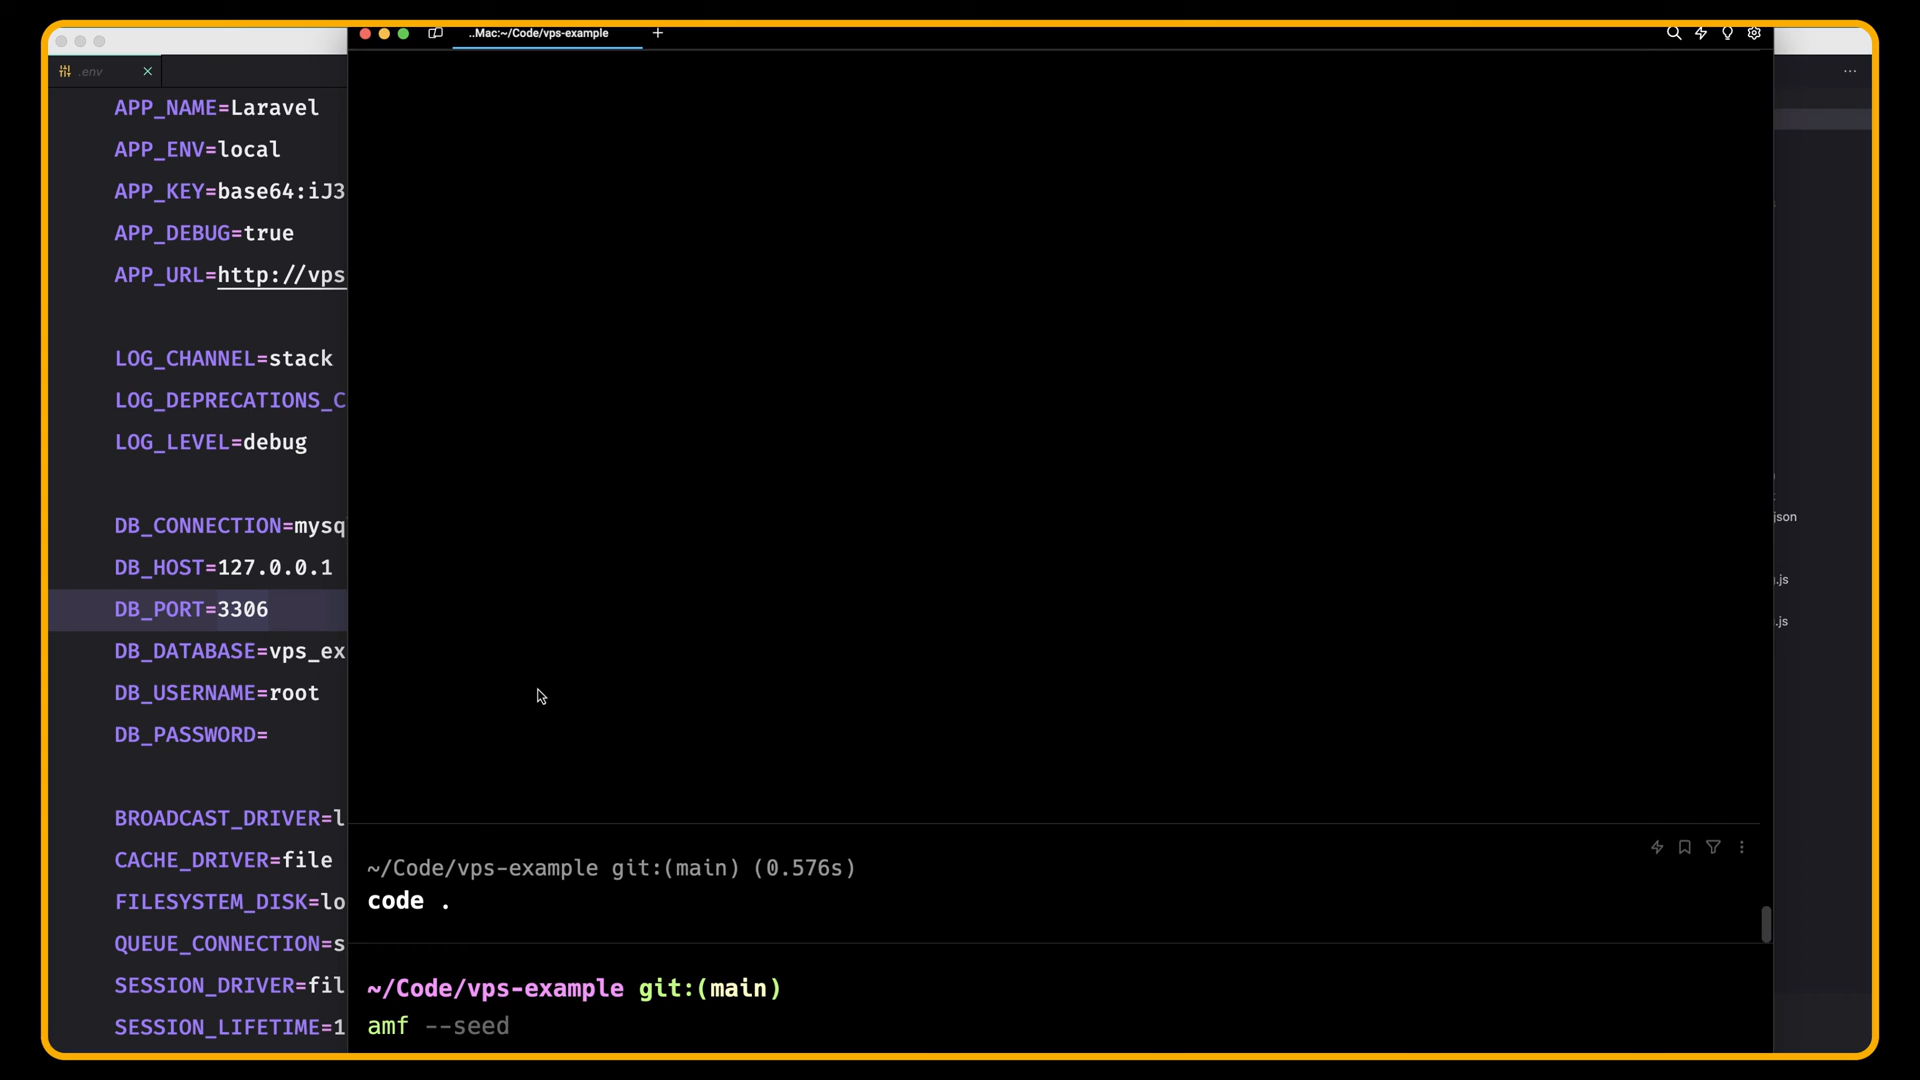 ..Mac:~/Code/vps-example
.env
APP_NAME=Laravel
APP_ENV=local
APP_KEY=base64:iJ3
APP_DEBUG=true
APP_URL=http://vps
LOG_CHANNEL=stack
LOG_DEPRECATIONS_C
LOG_LEVEL=debug
DB_CONNECTION=mysq
DB_HOST=127.0.0.1
DB_PORT=3306
DB_DATABASE=vps_ex
DB_USERNAME=root
DB_PASSWORD=
BROADCAST_DRIVER=l
CACHE_DRIVER=file
FILESYSTEM_DISK=lo
QUEUE_CONNECTION=s
SESSION_DRIVER=fil
SESSION_LIFETIME=1
~/Code/vps-example git:(main) (0.576s)
code .
~/Code/vps-example git:(main)
amf --seed
json
.js
.js